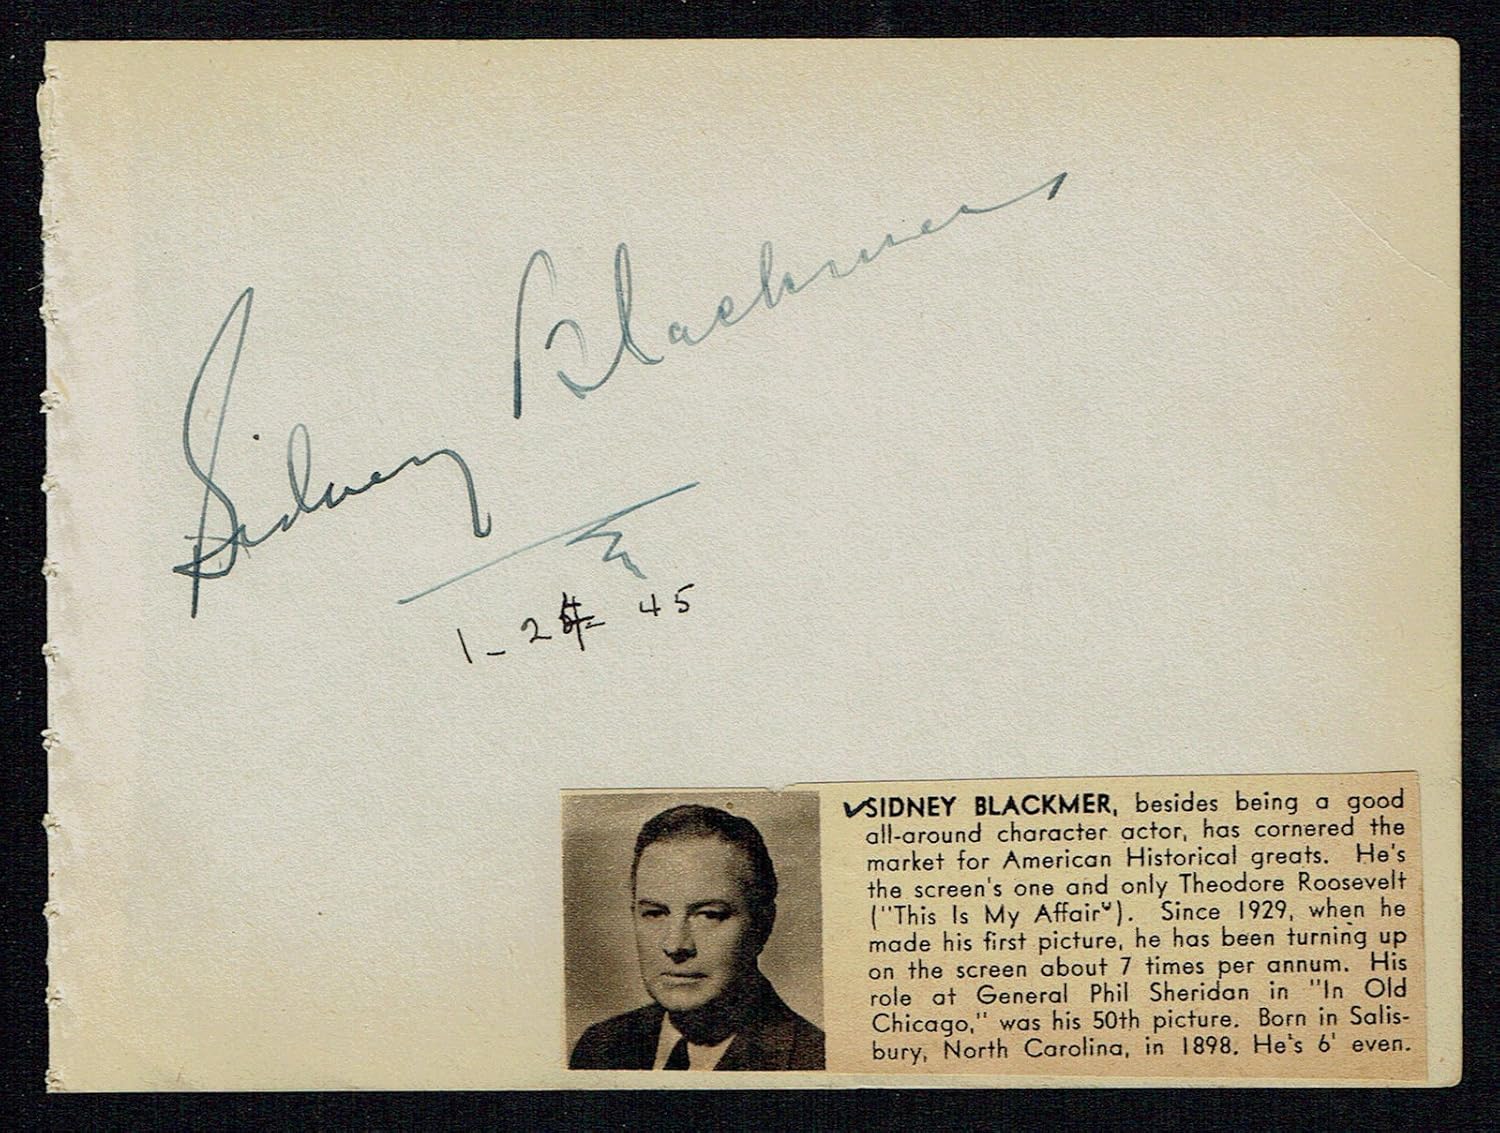 Sidney Blackmer
1-24-45
✓SIDNEY BLACKMER, besides being a good
all-around character actor, has cornered the
market for American Historical greats. He's
the screen's one and only Theodore Roosevelt
("This Is My Affair"). Since 1929, when he
made his first picture, he has been turning up
on the screen about 7 times per annum. His
role at General Phil Sheridan in "In Old
Chicago," was his 50th picture. Born in Salis-
bury, North Carolina, in 1898. He's 6' even.